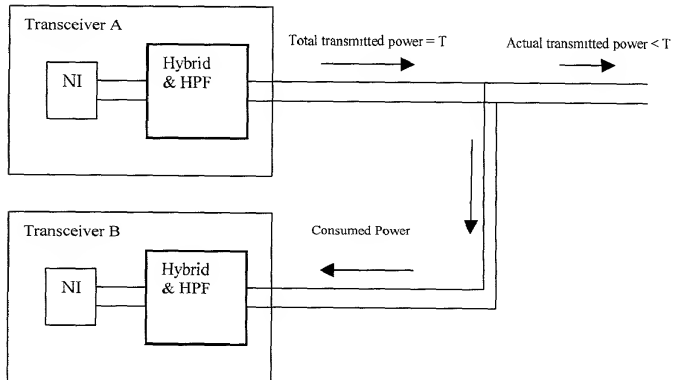 Transceiver A
Total transmitted power = T
Actual transmitted power < T
NI
Hybrid
& HPF
Transceiver B
Consumed Power
NI
Hybrid
& HPF